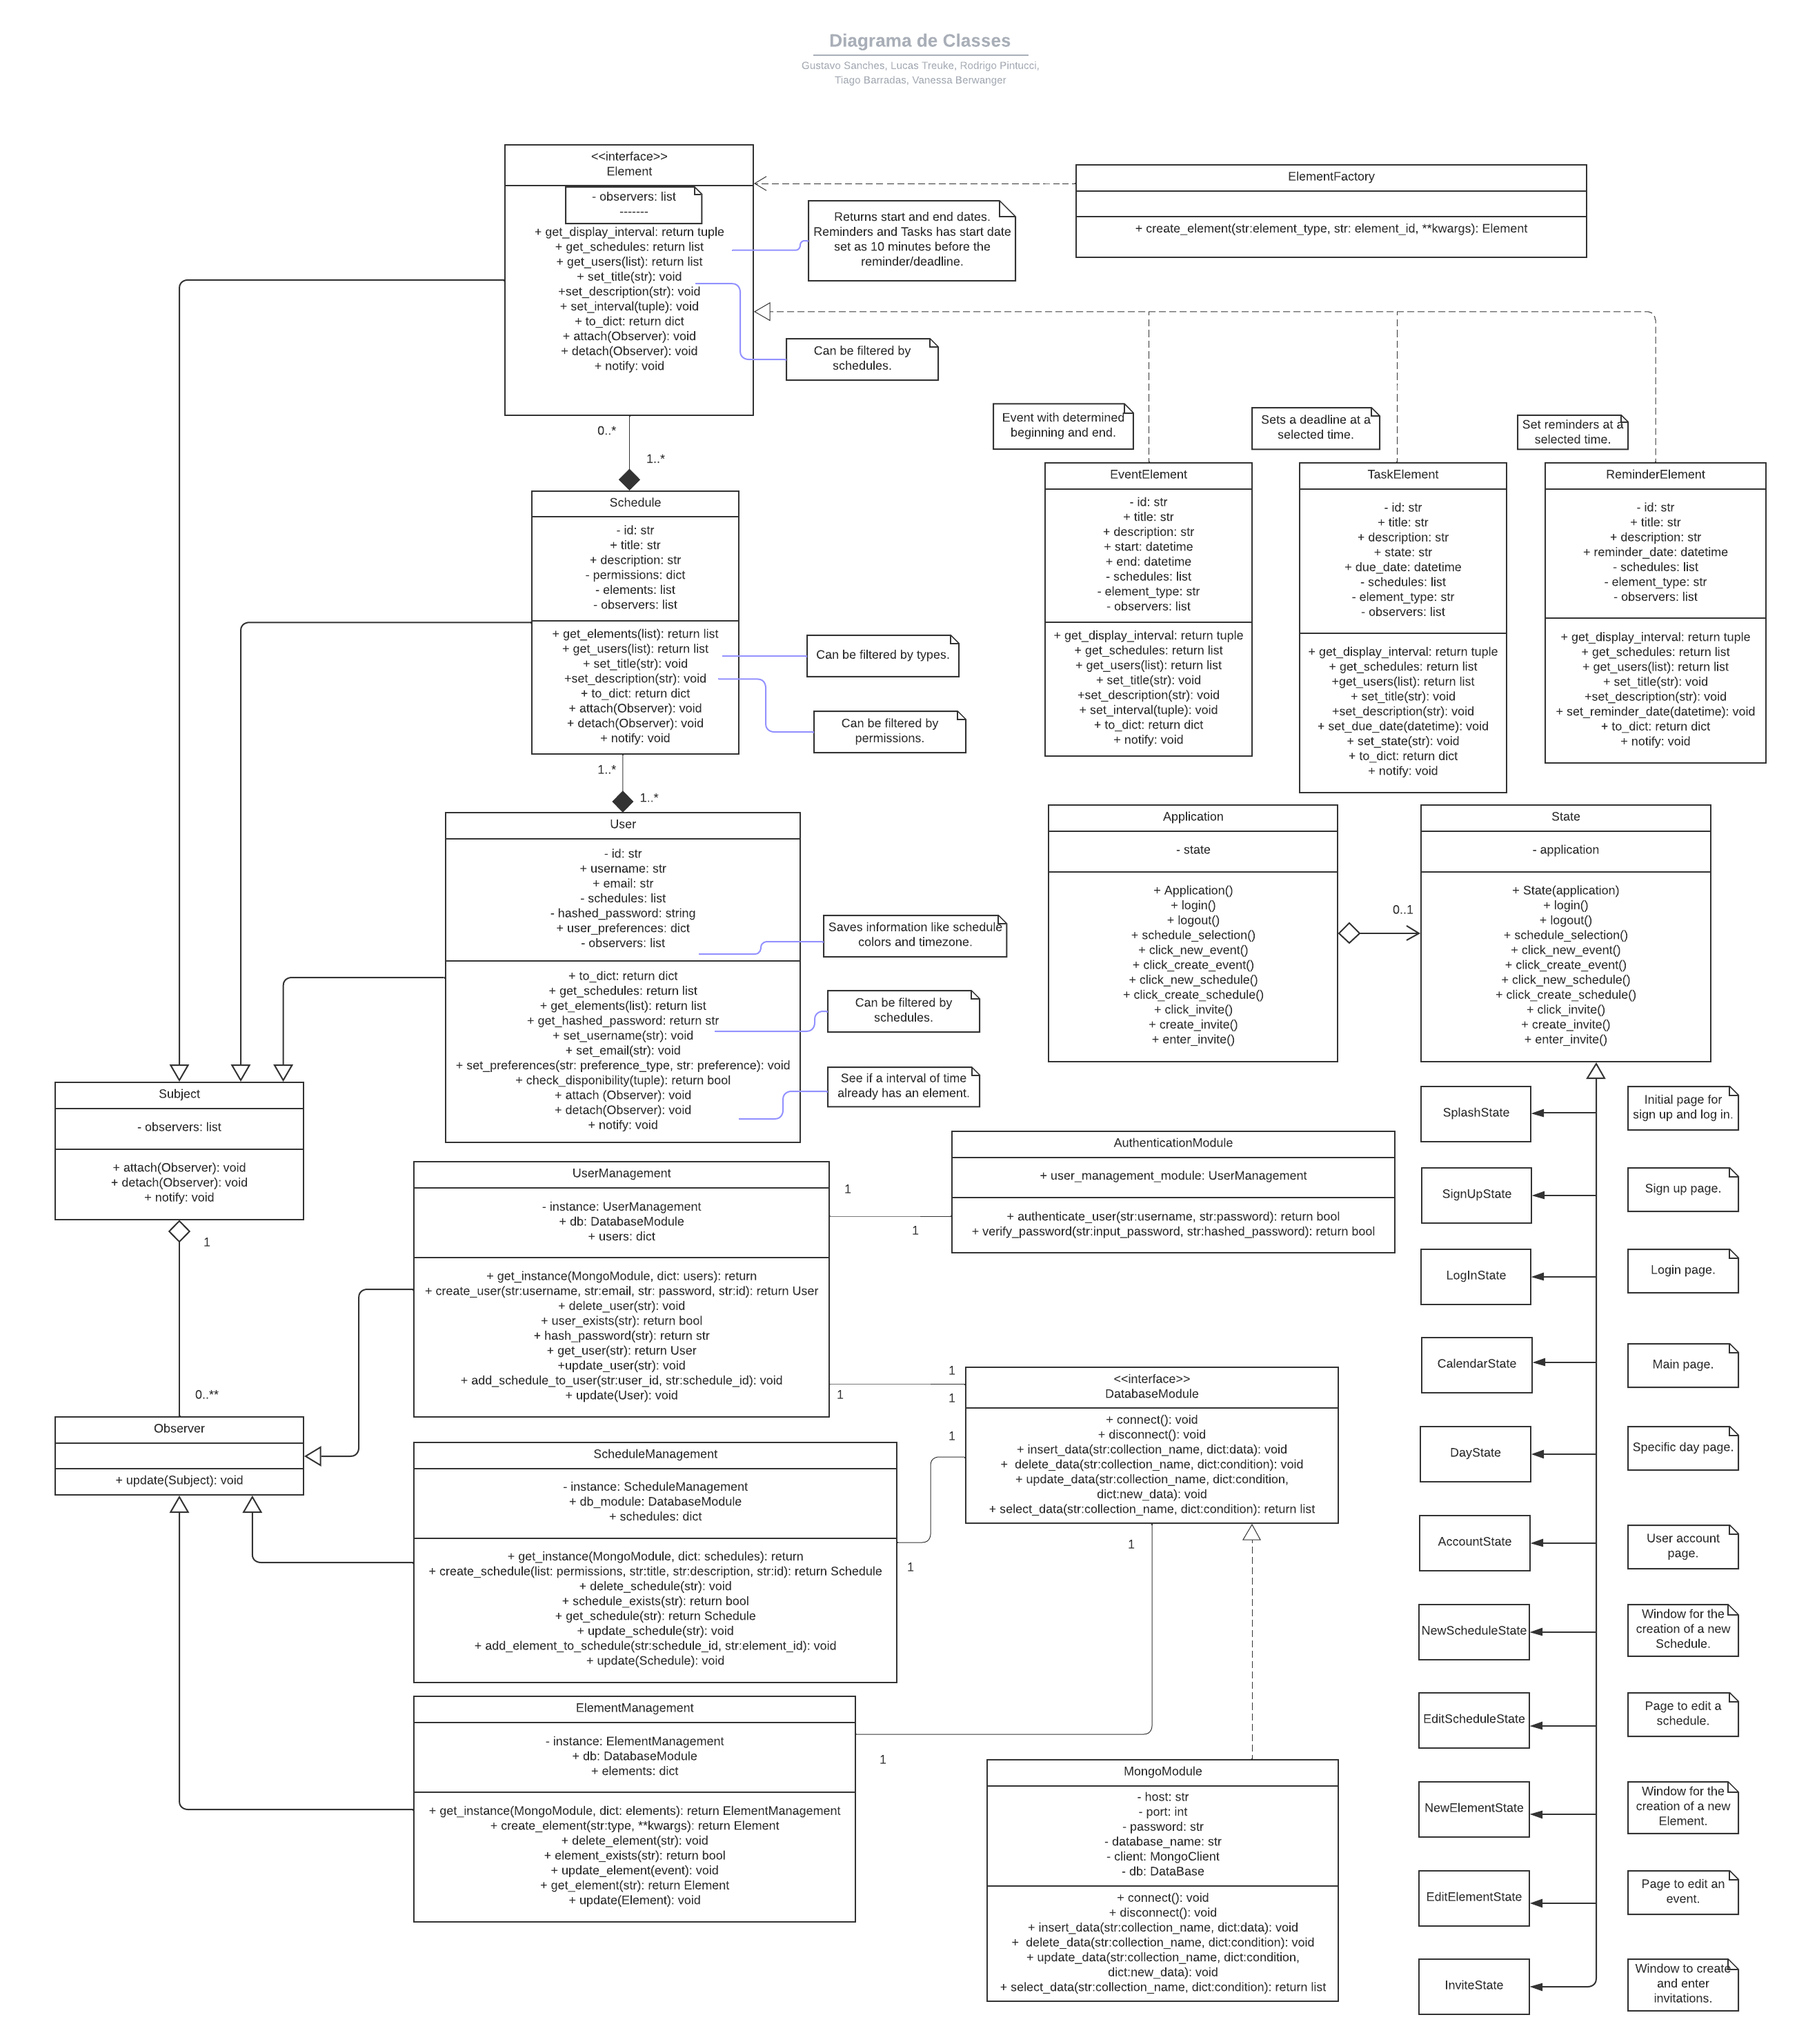 Diagrama de Classes
Gustavo Sanches, Lucas Treuke, Rodrigo Pintucci,
Tiago Barradas, Vanessa Berwanger
<<interface>>
Element
- observers: list
-------
+ get_display_interval: return tuple
+ get_schedules: return list
+ get_users(list): return list
+ set_title(str): void
+set_description(str): void
+ set_interval(tuple): void
+ to_dict: return dict
+ attach(Observer): void
+ detach(Observer): void
+ notify: void
Returns start and end dates.
Reminders and Tasks has start date
set as 10 minutes before the
reminder/deadline.
Can be filtered by
schedules.
ElementFactory
+ create_element(str:element_type, str: element_id, **kwargs): Element
0..*
1..*
Event with determined
beginning and end.
Sets a deadline at a
selected time.
Set reminders at a
selected time.
EventElement
- id: str
+ title: str
+ description: str
+ start: datetime
+ end: datetime
- schedules: list
- element_type: str
- observers: list
+ get_display_interval: return tuple
+ get_schedules: return list
+ get_users(list): return list
+ set_title(str): void
+set_description(str): void
+ set_interval(tuple): void
+ to_dict: return dict
+ notify: void
TaskElement
- id: str
+ title: str
+ description: str
+ state: str
+ due_date: datetime
- schedules: list
- element_type: str
- observers: list
+ get_display_interval: return tuple
+ get_schedules: return list
+get_users(list): return list
+ set_title(str): void
+set_description(str): void
+ set_due_date(datetime): void
+ set_state(str): void
+ to_dict: return dict
+ notify: void
ReminderElement
- id: str
+ title: str
+ description: str
+ reminder_date: datetime
- schedules: list
- element_type: str
- observers: list
+ get_display_interval: return tuple
+ get_schedules: return list
+ get_users(list): return list
+ set_title(str): void
+set_description(str): void
+ set_reminder_date(datetime): void
+ to_dict: return dict
+ notify: void
Schedule
- id: str
+ title: str
+ description: str
- permissions: dict
- elements: list
- observers: list
+ get_elements(list): return list
+ get_users(list): return list
+ set_title(str): void
+set_description(str): void
+ to_dict: return dict
+ attach(Observer): void
+ detach(Observer): void
+ notify: void
Can be filtered by types.
Can be filtered by
permissions.
1..*
1..*
User
- id: str
+ username: str
+ email: str
- schedules: list
- hashed_password: string
+ user_preferences: dict
- observers: list
+ to_dict: return dict
+ get_schedules: return list
+ get_elements(list): return list
+ get_hashed_password: return str
+ set_username(str): void
+ set_email(str): void
+ set_preferences(str: preference_type, str: preference): void
+ check_disponibility(tuple): return bool
+ attach (Observer): void
+ detach(Observer): void
+ notify: void
Saves information like schedule
colors and timezone.
Can be filtered by
schedules.
See if a interval of time
already has an element.
Application
- state
+ Application()
+ login()
+ logout()
+ schedule_selection()
+ click_new_event()
+ click_create_event()
+ click_new_schedule()
+ click_create_schedule()
+ click_invite()
+ create_invite()
+ enter_invite()
0..1
State
- application
+ State(application)
+ login()
+ logout()
+ schedule_selection()
+ click_new_event()
+ click_create_event()
+ click_new_schedule()
+ click_create_schedule()
+ click_invite()
+ create_invite()
+ enter_invite()
Subject
- observers: list
+ attach(Observer): void
+ detach(Observer): void
+ notify: void
1
0..**
Observer
+ update(Subject): void
UserManagement
- instance: UserManagement
+ db: DatabaseModule
+ users: dict
+ get_instance(MongoModule, dict: users): return
+ create_user(str:username, str:email, str: password, str:id): return User
+ delete_user(str): void
+ user_exists(str): return bool
+ hash_password(str): return str
+ get_user(str): return User
+update_user(str): void
+ add_schedule_to_user(str:user_id, str:schedule_id): void
+ update(User): void
1
1
AuthenticationModule
+ user_management_module: UserManagement
+ authenticate_user(str:username, str:password): return bool
+ verify_password(str:input_password, str:hashed_password): return bool
1
1
1
1
<<interface>>
DatabaseModule
+ connect(): void
+ disconnect(): void
+ insert_data(str:collection_name, dict:data): void
+  delete_data(str:collection_name, dict:condition): void
+ update_data(str:collection_name, dict:condition,
dict:new_data): void
+ select_data(str:collection_name, dict:condition): return list
ScheduleManagement
- instance: ScheduleManagement
+ db_module: DatabaseModule
+ schedules: dict
+ get_instance(MongoModule, dict: schedules): return
+ create_schedule(list: permissions, str:title, str:description, str:id): return Schedule
+ delete_schedule(str): void
+ schedule_exists(str): return bool
+ get_schedule(str): return Schedule
+ update_schedule(str): void
+ add_element_to_schedule(str:schedule_id, str:element_id): void
+ update(Schedule): void
1
1
ElementManagement
- instance: ElementManagement
+ db: DatabaseModule
+ elements: dict
+ get_instance(MongoModule, dict: elements): return ElementManagement
+ create_element(str:type, **kwargs): return Element
+ delete_element(str): void
+ element_exists(str): return bool
+ update_element(event): void
+ get_element(str): return Element
+ update(Element): void
1
MongoModule
- host: str
- port: int
- password: str
- database_name: str
- client: MongoClient
- db: DataBase
+ connect(): void
+ disconnect(): void
+ insert_data(str:collection_name, dict:data): void
+  delete_data(str:collection_name, dict:condition): void
+ update_data(str:collection_name, dict:condition,
dict:new_data): void
+ select_data(str:collection_name, dict:condition): return list
SplashState
Initial page for
sign up and log in.
SignUpState
Sign up page.
LogInState
Login page.
CalendarState
Main page.
DayState
Specific day page.
AccountState
User account
page.
NewScheduleState
Window for the
creation of a new
Schedule.
EditScheduleState
Page to edit a
schedule.
NewElementState
Window for the
creation of a new
Element.
EditElementState
Page to edit an
event.
InviteState
Window to create
and enter
invitations.